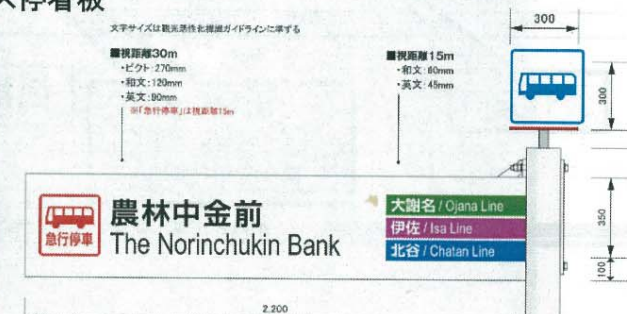 ス停看板
文字サイズは観光活性化標識ガイドラインに準ずる
■視距離30m
・ピクト:270mm
・和文:120mm
・英文:90mm
※「急行停車」は視距離15m
■視距離15m
・和文:60mm
・英文:45mm
300
300
急行停車
農林中金前
The Norinchukin Bank
大謝名 / Ojana Line
伊佐 / Isa Line
北谷 / Chatan Line
350
100
2,200